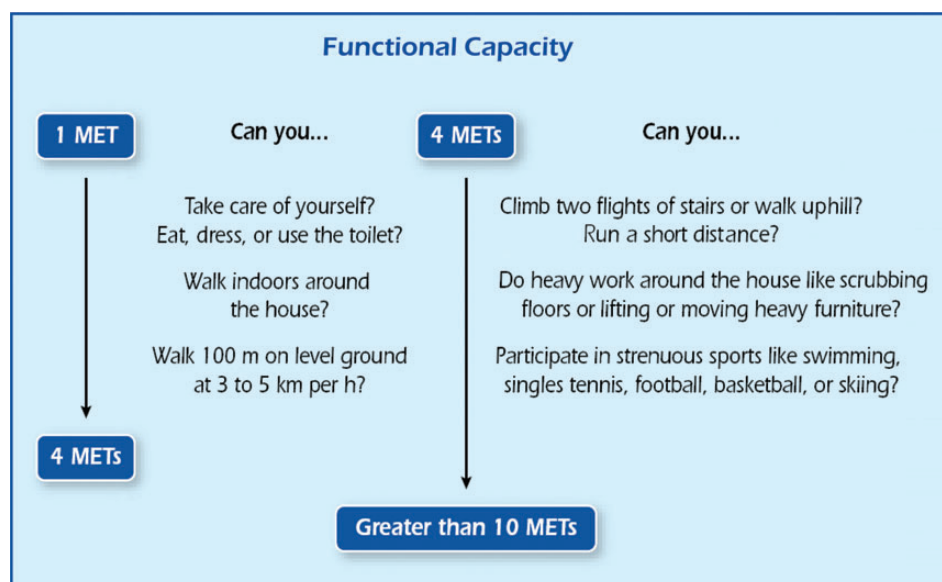 Functional Capacity
1 MET
Can you...
Take care of yourself?
Eat, dress, or use the toilet?
Walk indoors around
the house?
Walk 100 m on level ground
at 3 to 5 km per h?
4 METs
4 METs
Can you...
Climb two flights of stairs or walk uphill?
Run a short distance?
Do heavy work around the house like scrubbing
floors or lifting or moving heavy furniture?
Participate in strenuous sports like swimming,
singles tennis, football, basketball, or skiing?
Greater than 10 METs